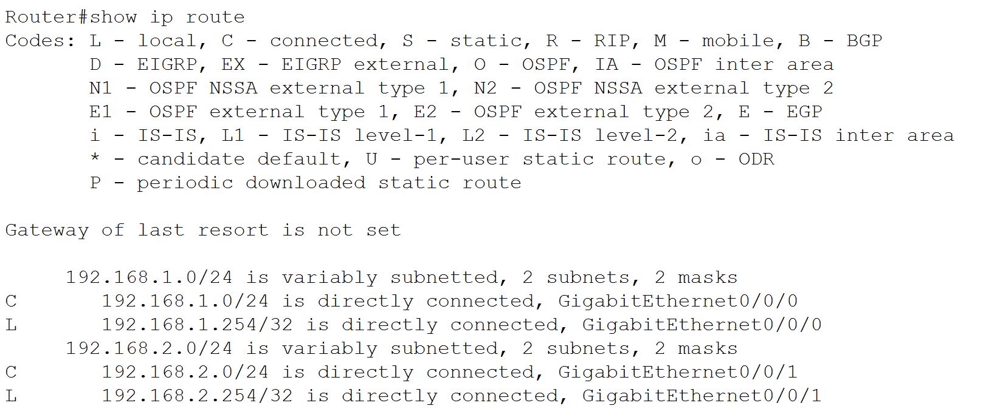 Router#show ip route
Codes: L - local, C - connected, S - static, R - RIP, M - mobile, B - BGP
       D - EIGRP, EX - EIGRP external, O - OSPF, IA - OSPF inter area
       N1 - OSPF NSSA external type 1, N2 - OSPF NSSA external type 2
       E1 - OSPF external type 1, E2 - OSPF external type 2, E - EGP
       i - IS-IS, L1 - IS-IS level-1, L2 - IS-IS level-2, ia - IS-IS inter area
       * - candidate default, U - per-user static route, o - ODR
       P - periodic downloaded static route

Gateway of last resort is not set

     192.168.1.0/24 is variably subnetted, 2 subnets, 2 masks
C       192.168.1.0/24 is directly connected, GigabitEthernet0/0/0
L       192.168.1.254/32 is directly connected, GigabitEthernet0/0/0
     192.168.2.0/24 is variably subnetted, 2 subnets, 2 masks
C       192.168.2.0/24 is directly connected, GigabitEthernet0/0/1
L       192.168.2.254/32 is directly connected, GigabitEthernet0/0/1